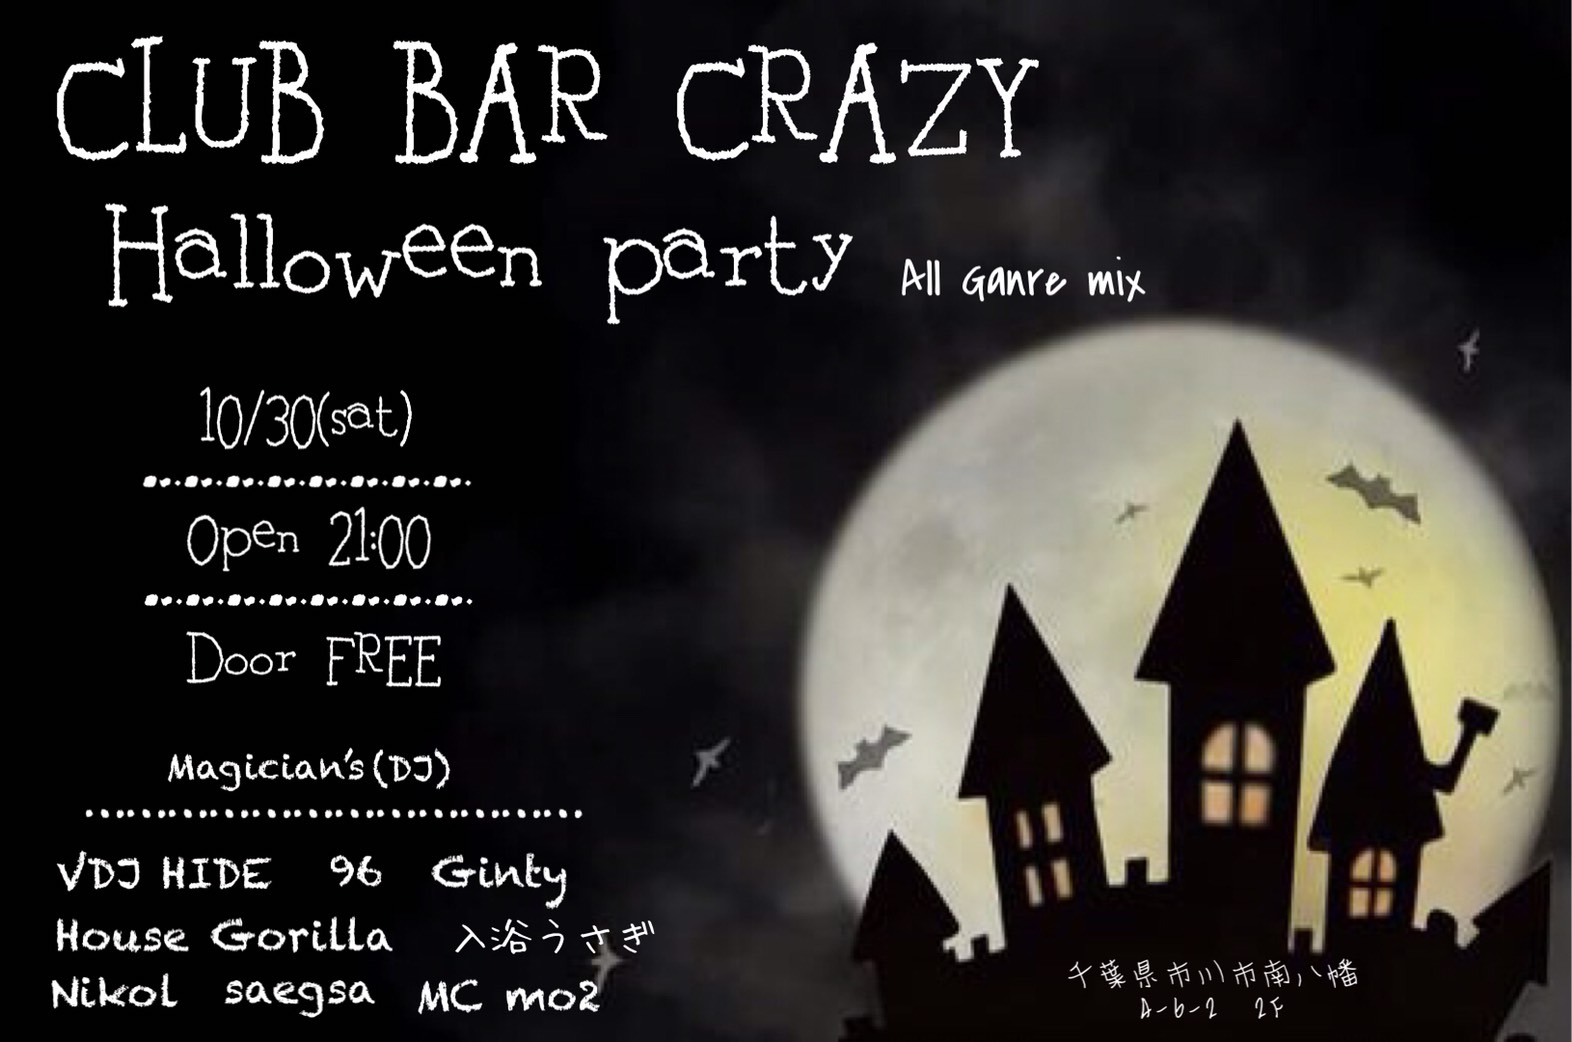 CLUB BAR CRAZY
Halloween party All Ganre mix
10/30(sat)
Open 21:00
Door FREE
Magician's (DJ)
VDJ HIDE 96 Ginty
House Gorilla 入浴うさぎ
Nikol saegsa MC mo2
千葉県市川市南八幡
A-6-2 2F